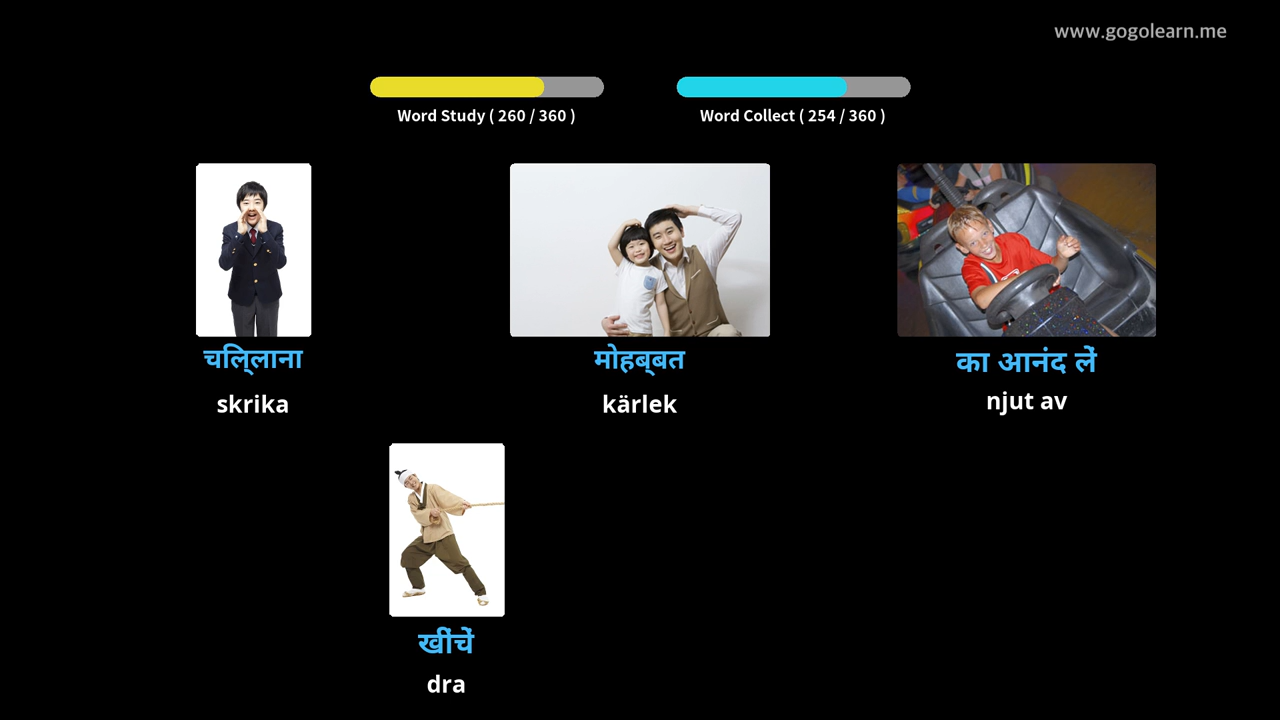 www.gogolearn.me
Word Study ( 260 / 360 )
Word Collect ( 254 / 360 )
चलि्लाना
मोहब्बत
का आनंद लें
skrika
kärlek
njut av
खींचें
dra